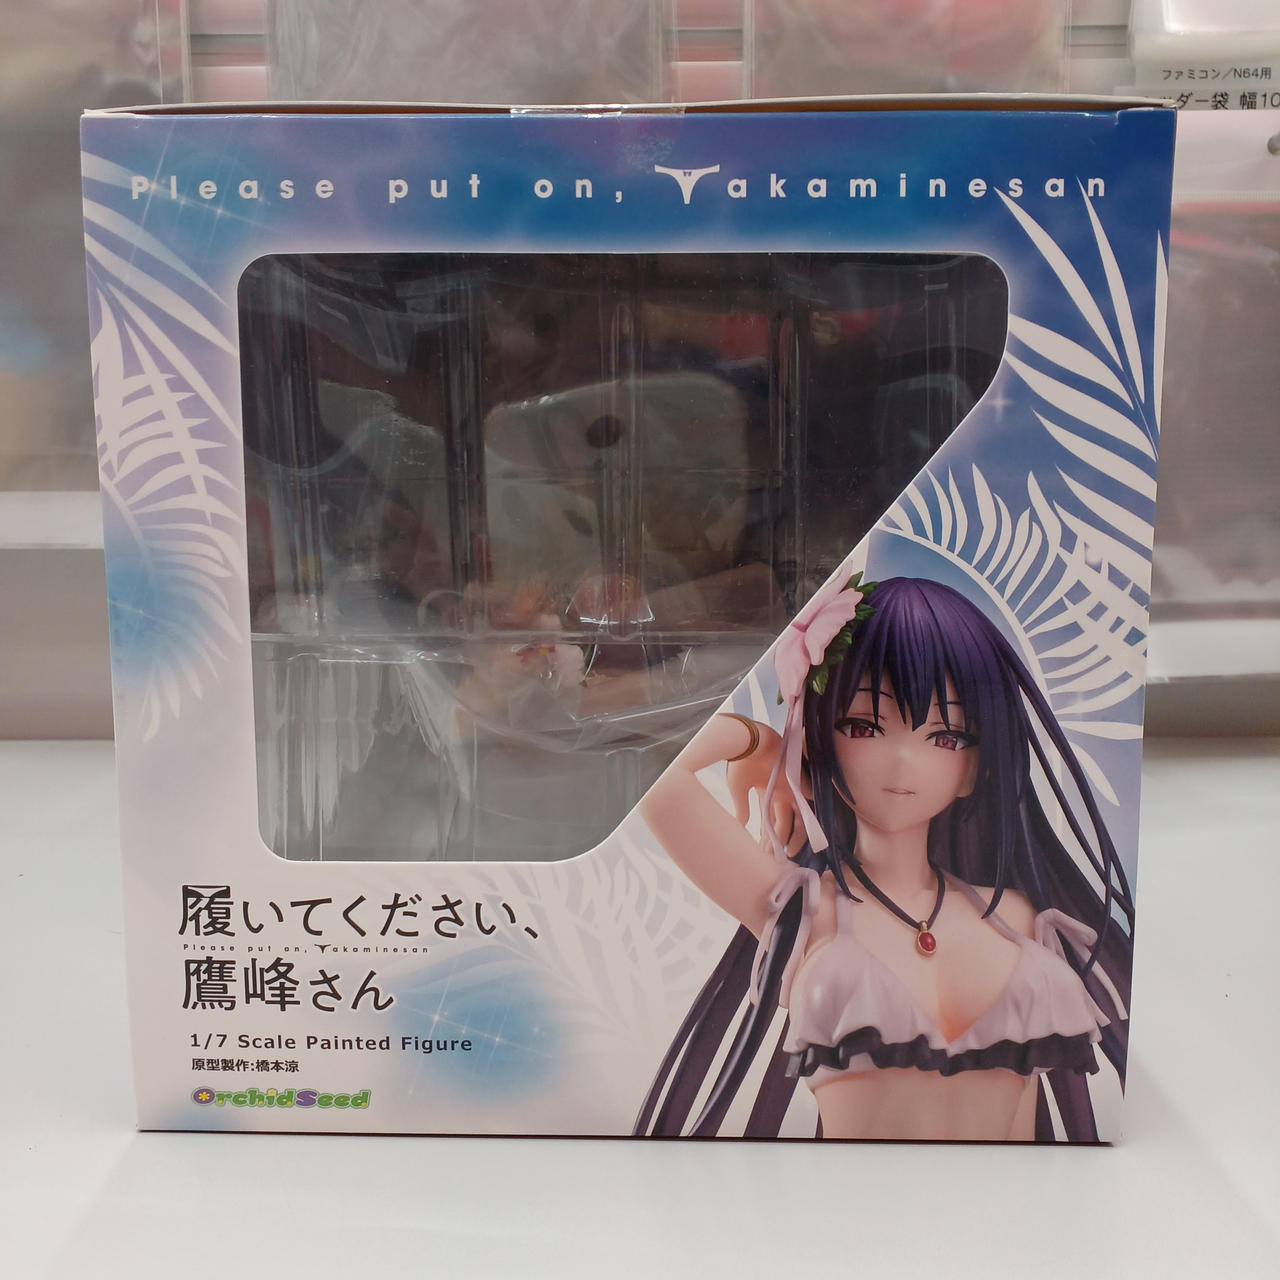 ファミコン／N64用
ダー袋 幅10
Please put on, Takaminesan
履いてください、
Please put on, Takaminesan
鷹峰さん
1/7 Scale Painted Figure
原型製作:橋本涼
OrchidSeed